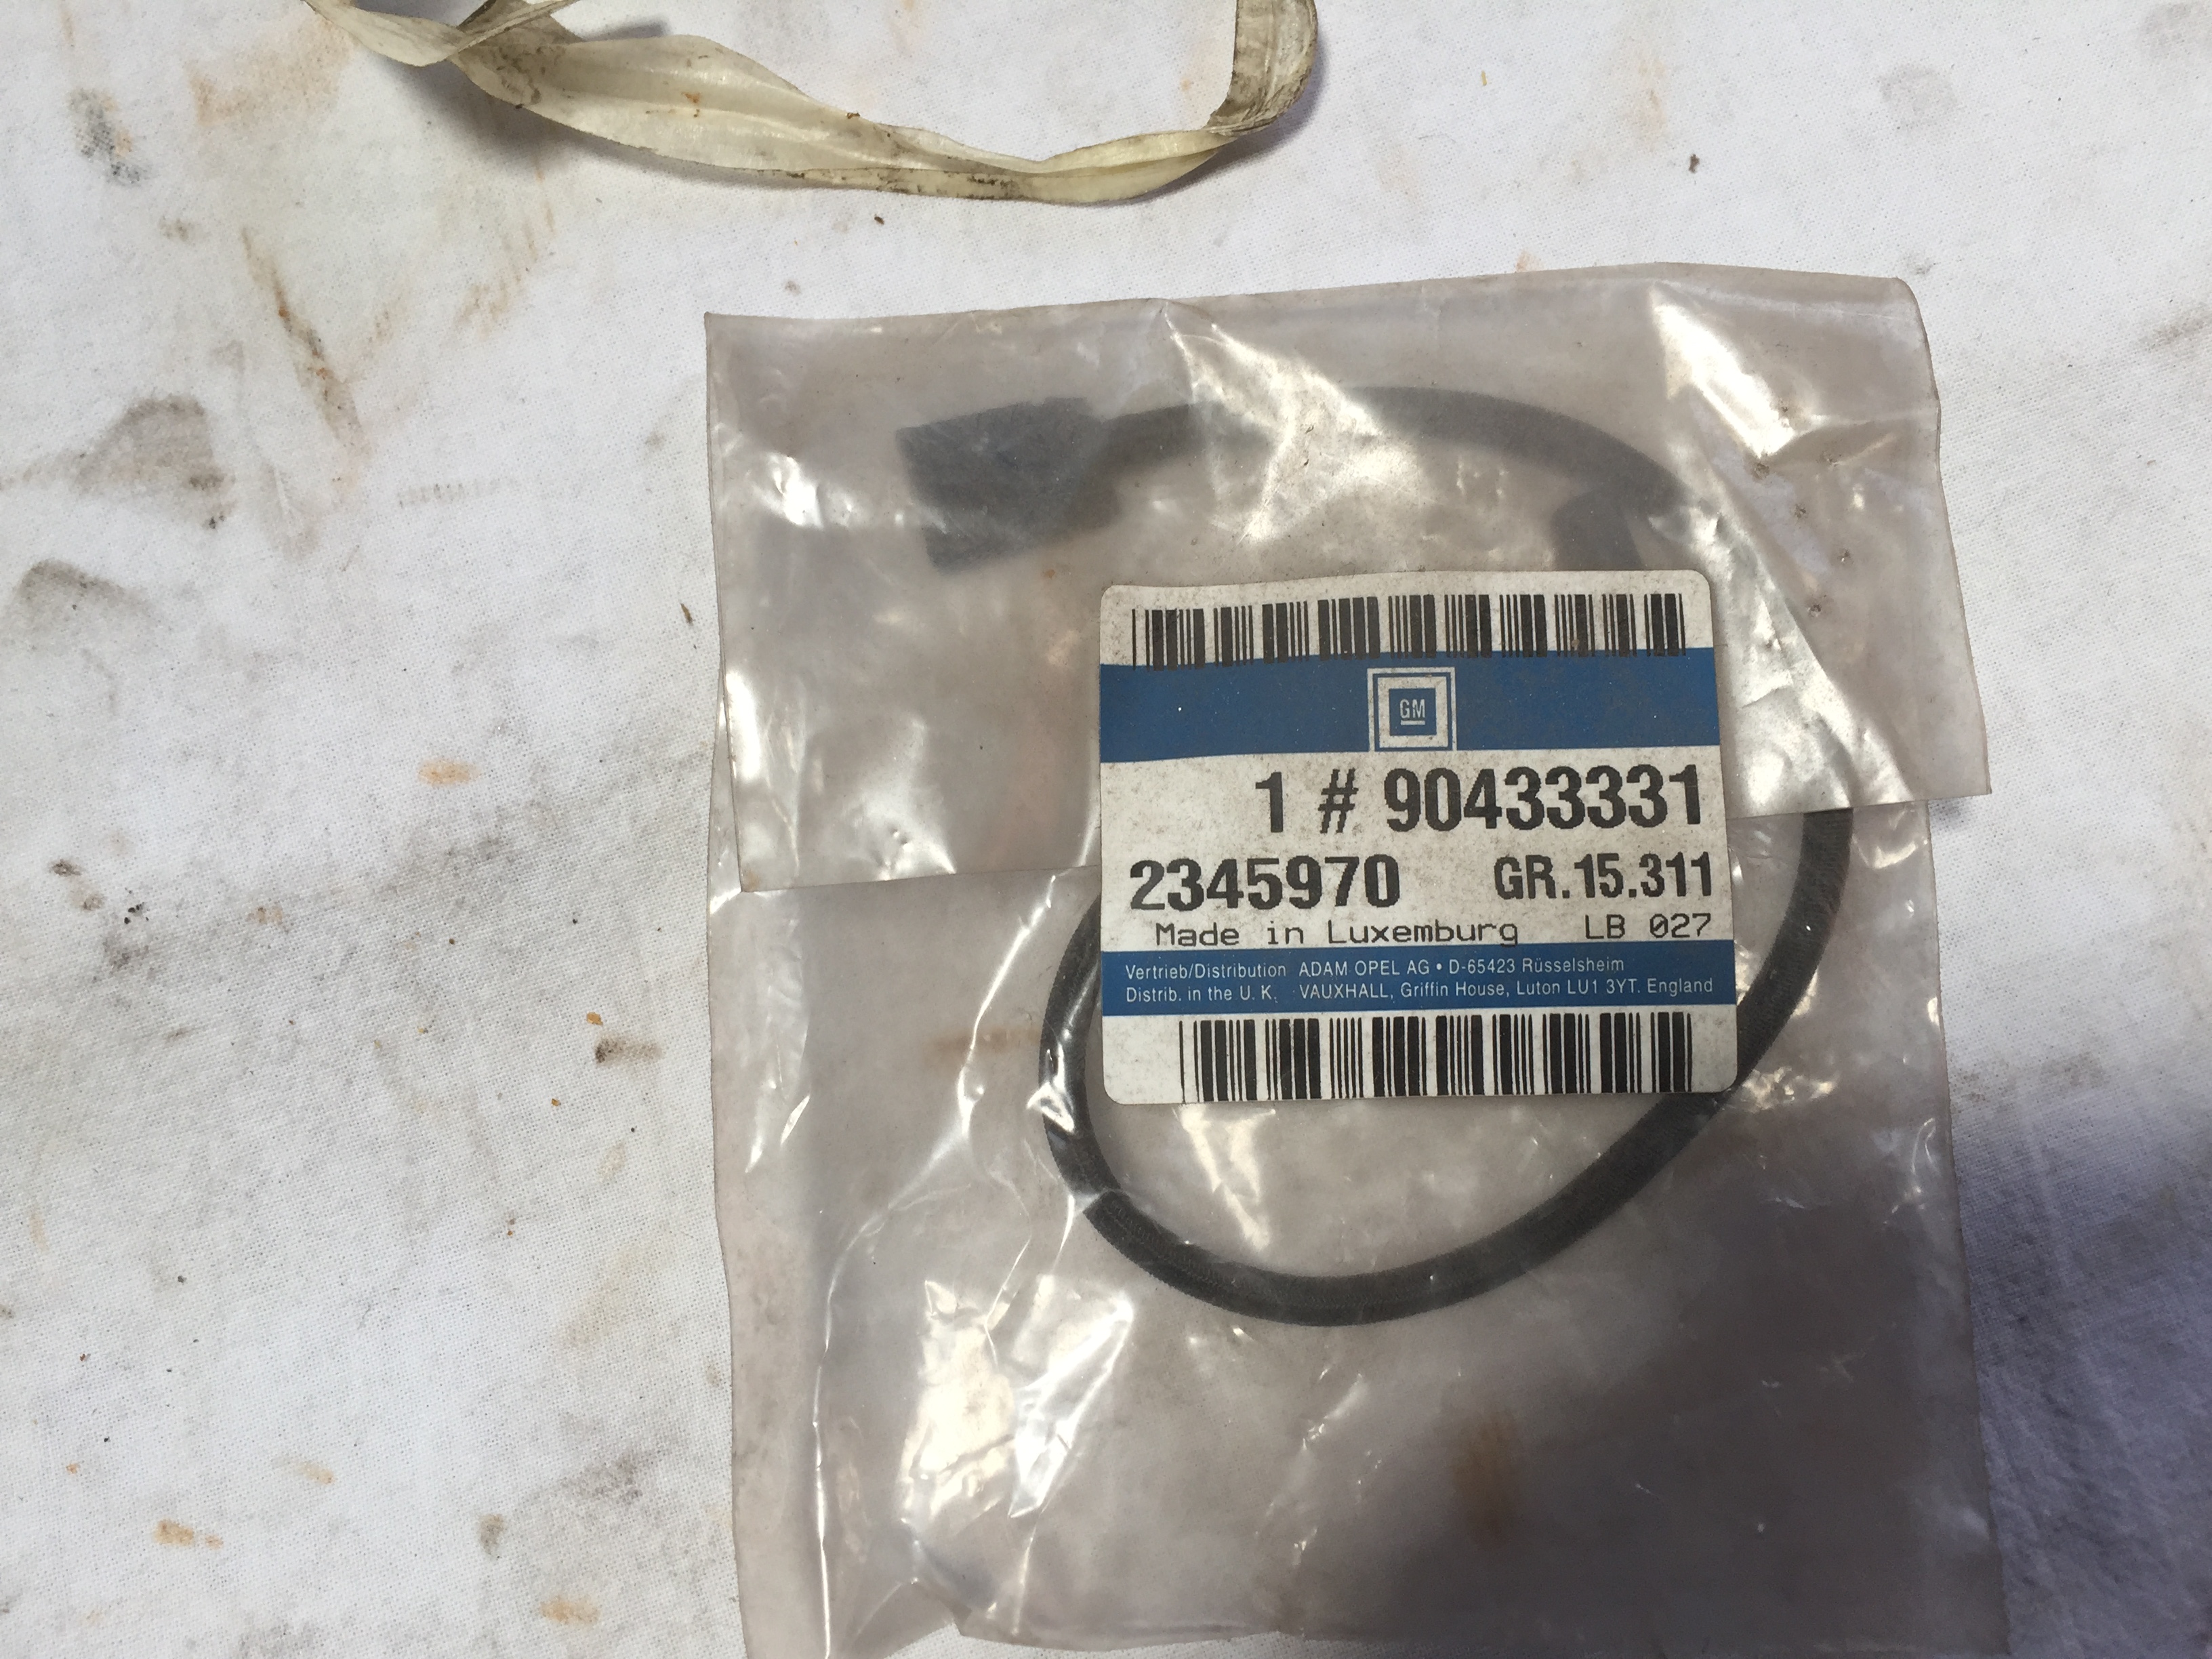 GM
1 # 90433331
2345970 GR.15.311
Made in Luxemburg LB 027
Vertrieb/Distribution ADAM OPEL AG • D-65423 Rüsselsheim
Distrib. in the U. K. VAUXHALL, Griffin House, Luton LU1 3YT. England